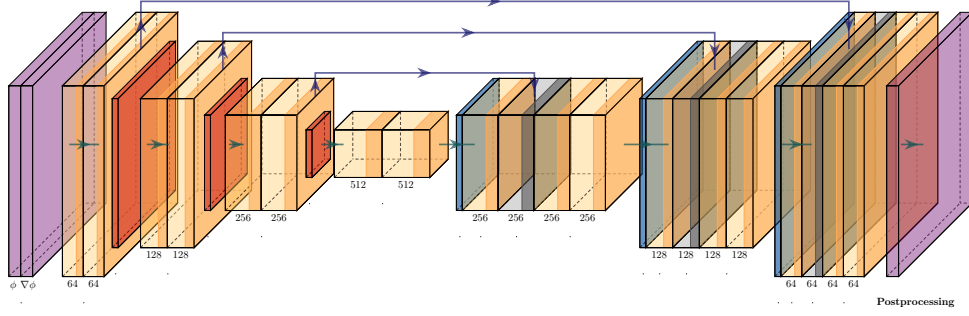 512 512
256 256 256 256 256 256
128 128 128 128 128 128
ϕ ∇ϕ 64 64 64 64 64 64
Postprocessing